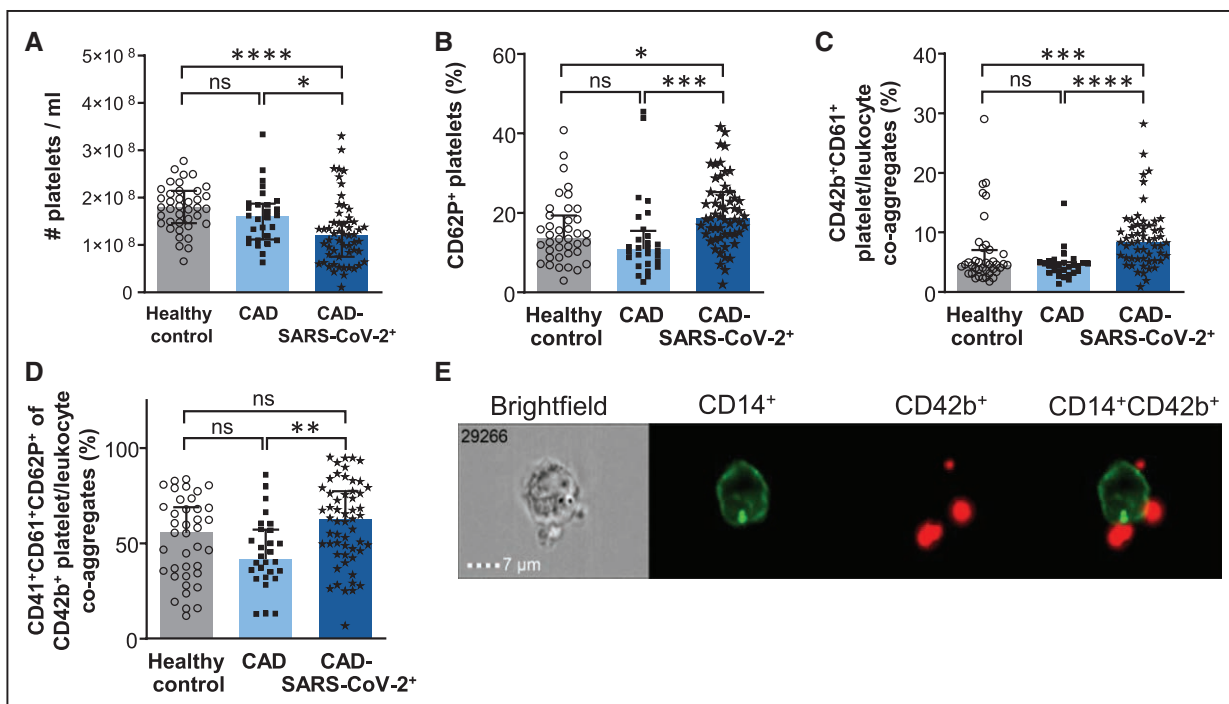 A
# platelets / ml
5×10⁸
4×10⁸
3×10⁸
2×10⁸
1×10⁸
0
****
ns
*
Healthy
control
CAD
CAD-
SARS-CoV-2⁺
B
CD62P⁺ platelets (%)
60
40
20
0
*
ns
***
Healthy
control
CAD
CAD-
SARS-CoV-2⁺
C
CD42b⁺CD61⁺
platelet/leukocyte
co-aggregates (%)
40
30
20
10
0
***
ns
****
Healthy
control
CAD
CAD-
SARS-CoV-2⁺
D
CD41⁺CD61⁺CD62P⁺ of
CD42b⁺ platelet/leukocyte
co-aggregates (%)
100
50
0
ns
ns
**
Healthy
control
CAD
CAD-
SARS-CoV-2⁺
E
Brightfield
CD14⁺
CD42b⁺
CD14⁺CD42b⁺
29266
7 μm